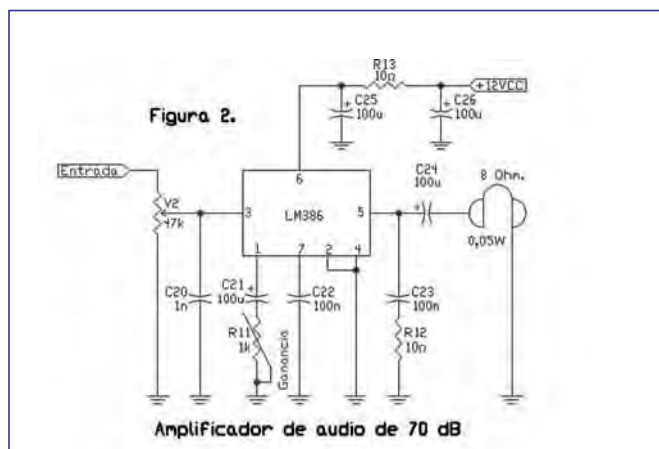 R13
10Ω
+12VCC
C25
100u
C26
100u
Figura 2.
Entrada
V2
47k
6
3
LM386
5
1
7
2
4
C24
100u
8 Ohm.
0,05W
C20
1n
C21
100u
C22
100n
C23
100n
R11
1k
Ganancia
R12
10Ω
Amplificador de audio de 70 dB